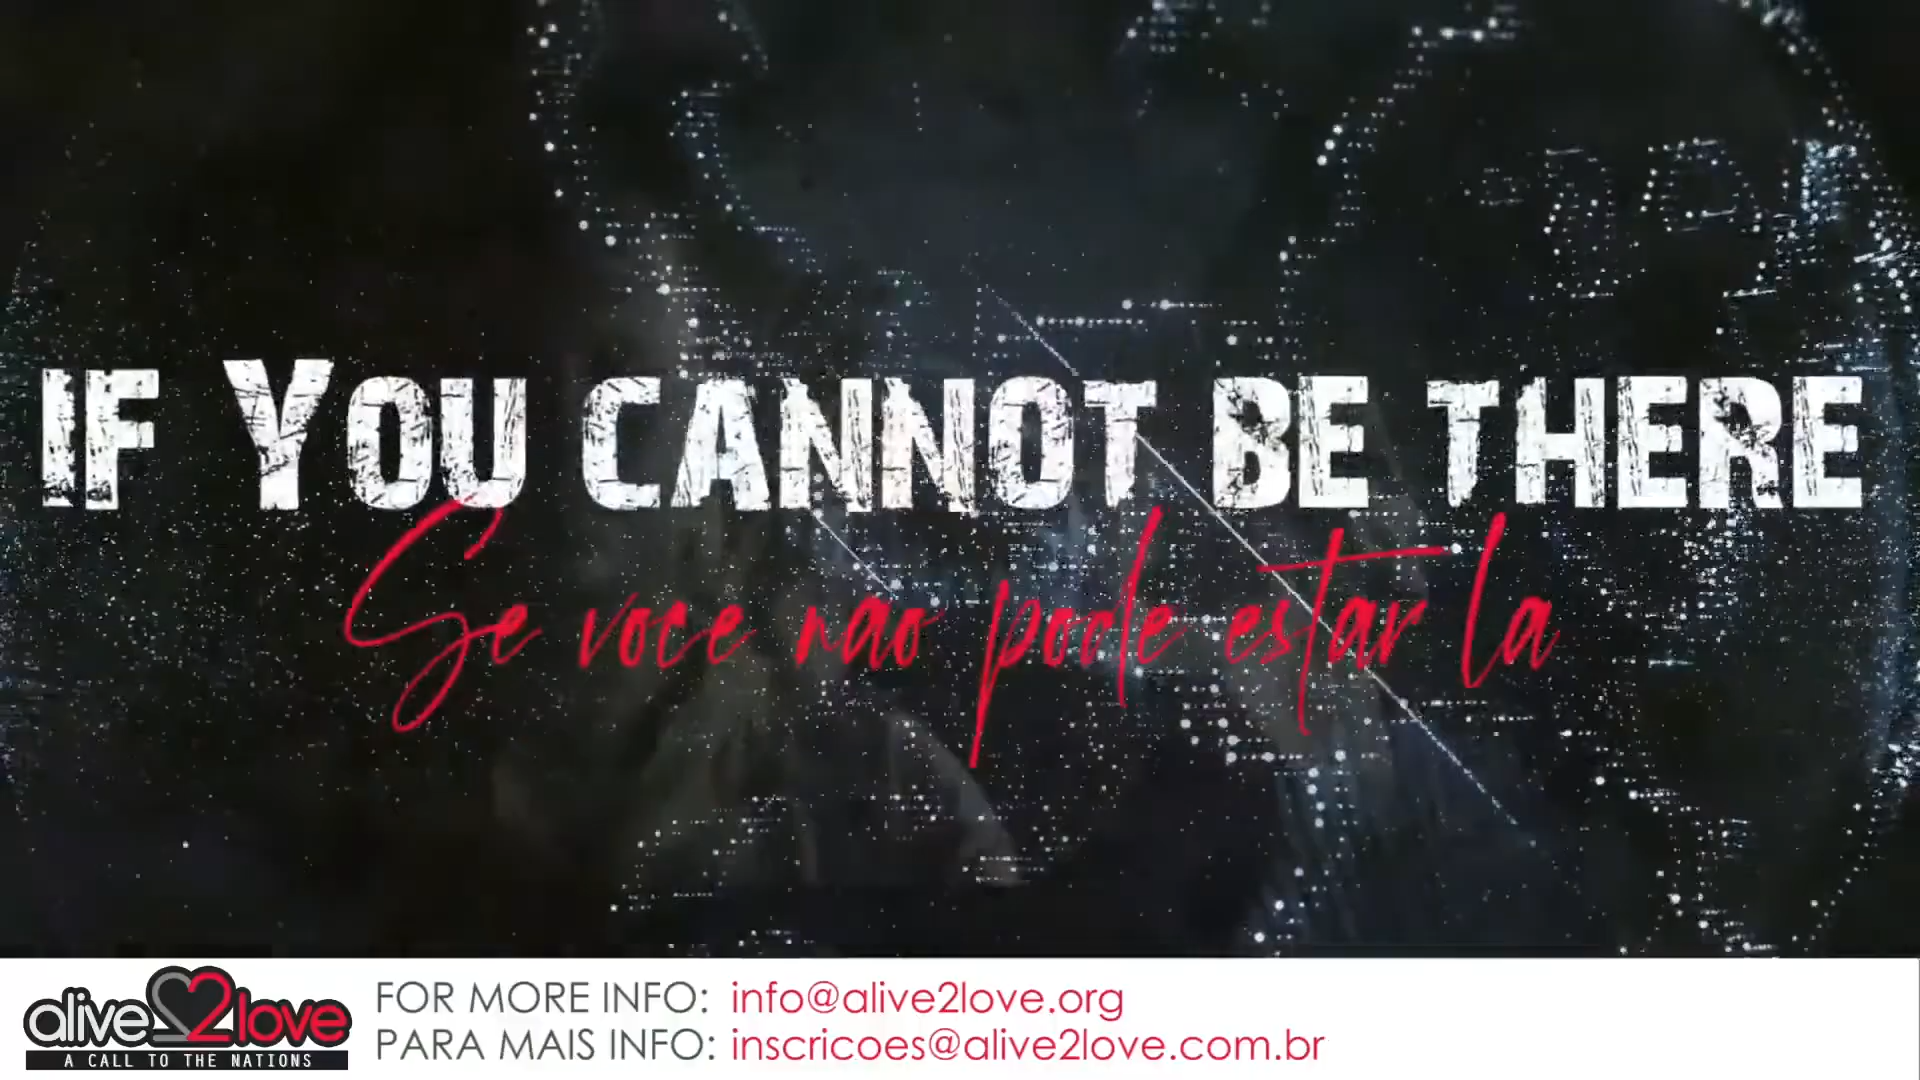 IF YOU CANNOT BE THERE
Se voce nao pode estar la
alive2love
A CALL TO THE NATIONS
FOR MORE INFO: info@alive2love.org
PARA MAIS INFO: inscricoes@alive2love.com.br